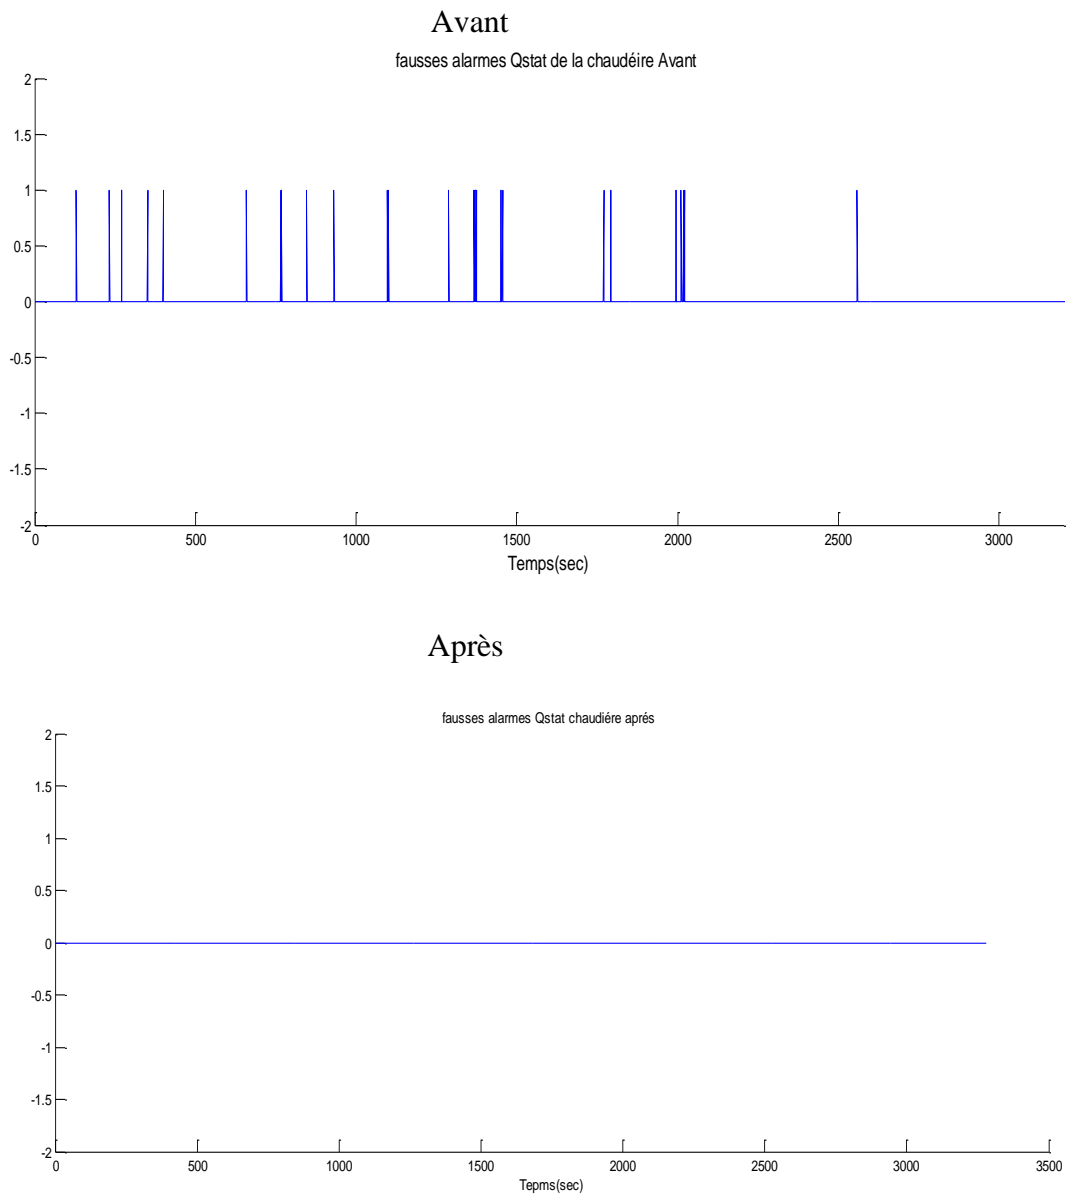 Avant
fausses alarmes Qstat de la chaudéire Avant
2
1.5
1
0.5
0
-0.5
-1
-1.5
-2
0 500 1000 1500 2000 2500 3000
Temps(sec)
Après
fausses alarmes Qstat chaudiére aprés
2
1.5
1
0.5
0
-0.5
-1
-1.5
-2
0 500 1000 1500 2000 2500 3000 3500
Tepms(sec)